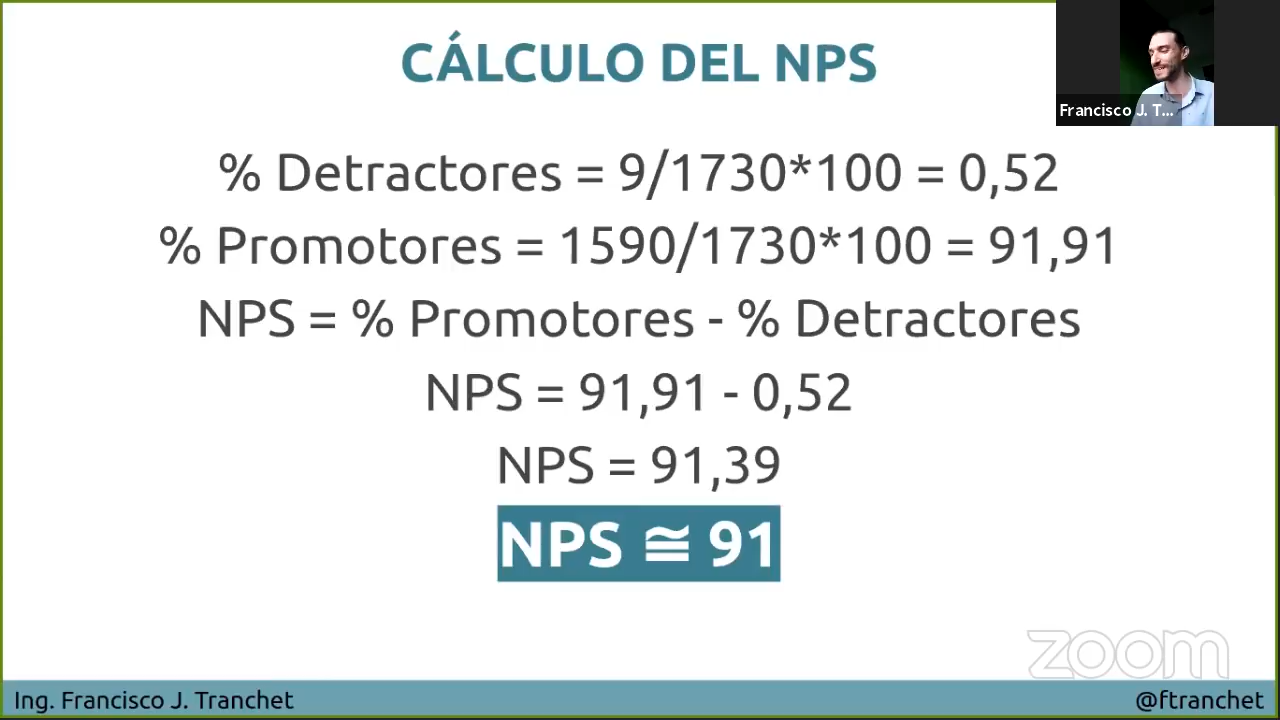 CÁLCULO DEL NPS
Francisco J. T...
% Detractores = 9/1730*100 = 0,52
% Promotores = 1590/1730*100 = 91,91
NPS = % Promotores - % Detractores
NPS = 91,91 - 0,52
NPS = 91,39
NPS ≅ 91
zoom
Ing. Francisco J. Tranchet
@ftranchet